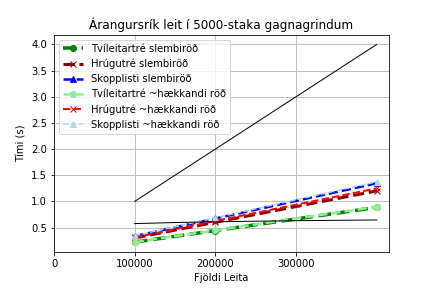 Árangursrík leit í 5000-staka gagnagrindum
Tvíleitartré slembiröð
Hrúgutré slembiröð
Skopplisti slembiröð
Tvíleitartré ~hækkandi röð
Hrúgutré ~hækkandi röð
Skopplisti ~hækkandi röð
Tími (s)
4.0
3.5
3.0
2.5
2.0
1.5
1.0
0.5
0
100000
200000
300000
Fjöldi Leita